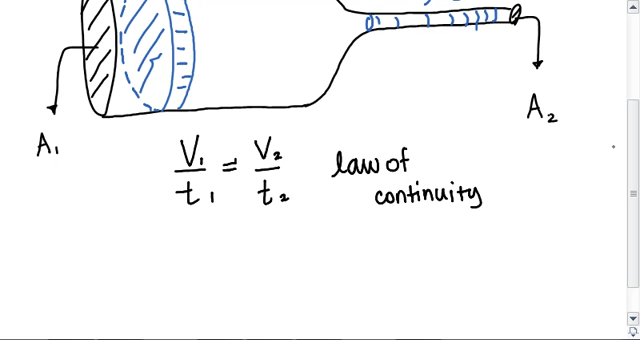 A₁
A₂
V₁/t₁ = V₂/t₂
law of
continuity